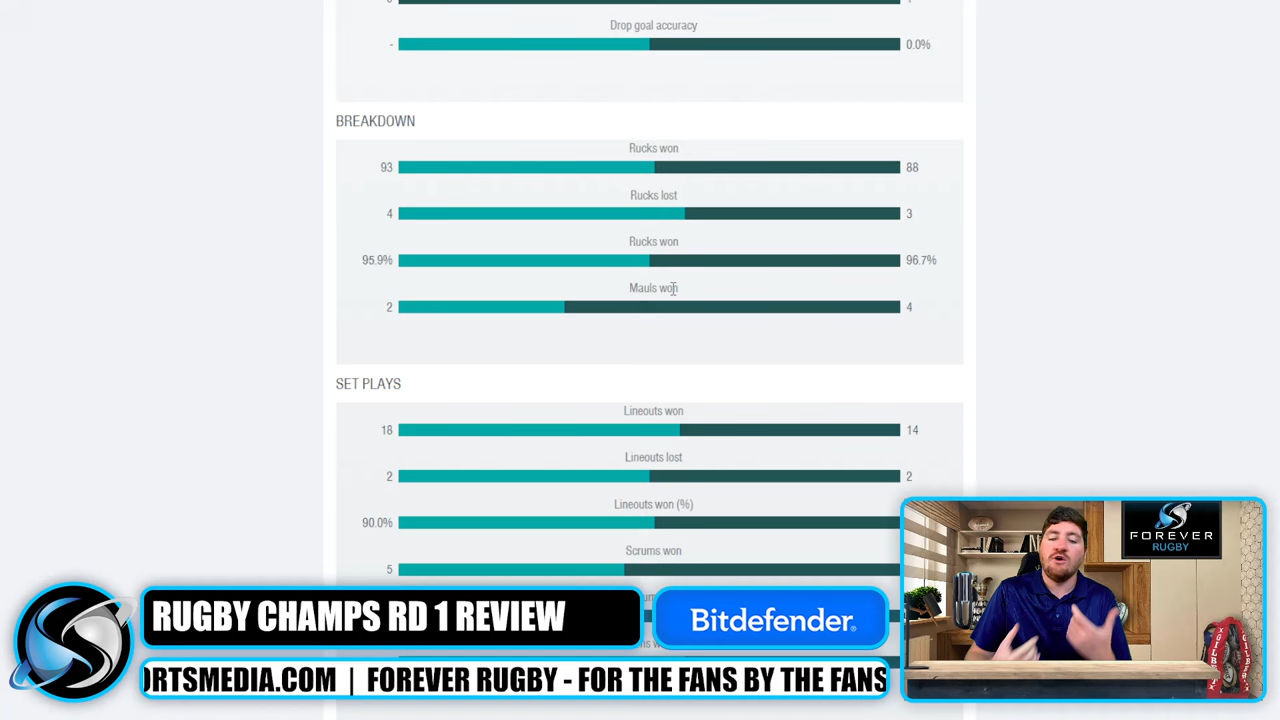 Drop goal accuracy
- 0.0%
BREAKDOWN
Rucks won
93 88
Rucks lost
4 3
Rucks won
95.9% 96.7%
Mauls won
2 4
SET PLAYS
Lineouts won
18 14
Lineouts lost
2 2
Lineouts won (%)
90.0%
Scrums won
5
FOREVER
RUGBY
RUGBY CHAMPS RD 1 REVIEW
Bitdefender
ORTSMEDIA.COM | FOREVER RUGBY - FOR THE FANS BY THE FANS